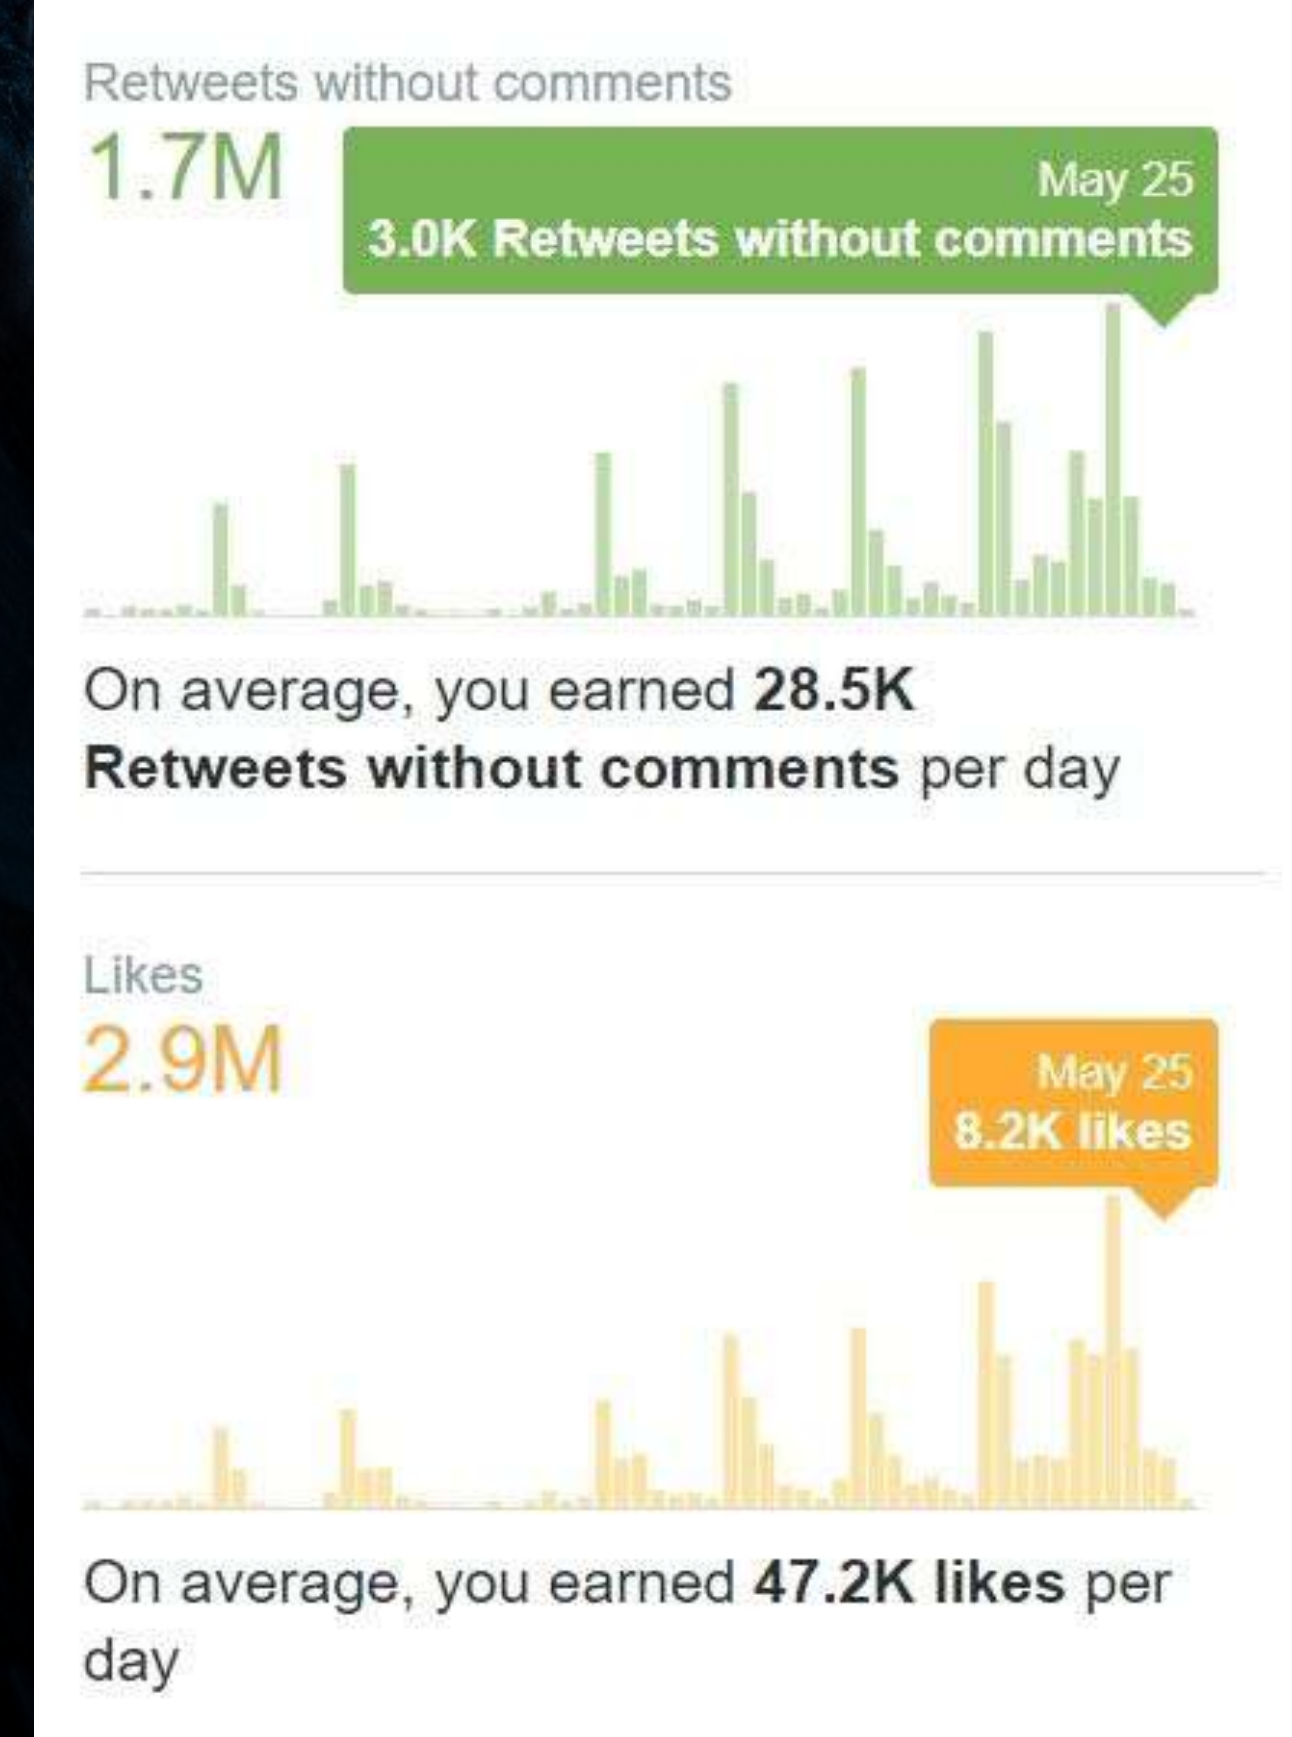 Retweets without comments
1.7M
May 25
3.0K Retweets without comments
On average, you earned 28.5K
Retweets without comments per day
Likes
2.9M
May 25
8.2K likes
On average, you earned 47.2K likes per
day